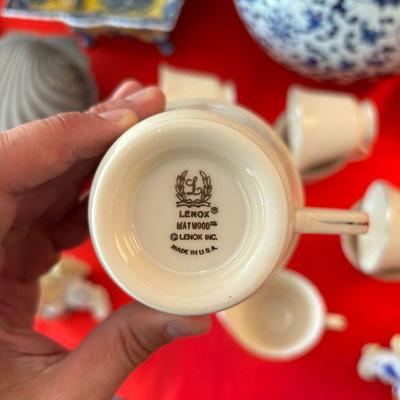 L
LENOX®
MAYWOOD™
© LENOX INC.
MADE IN U.S.A.